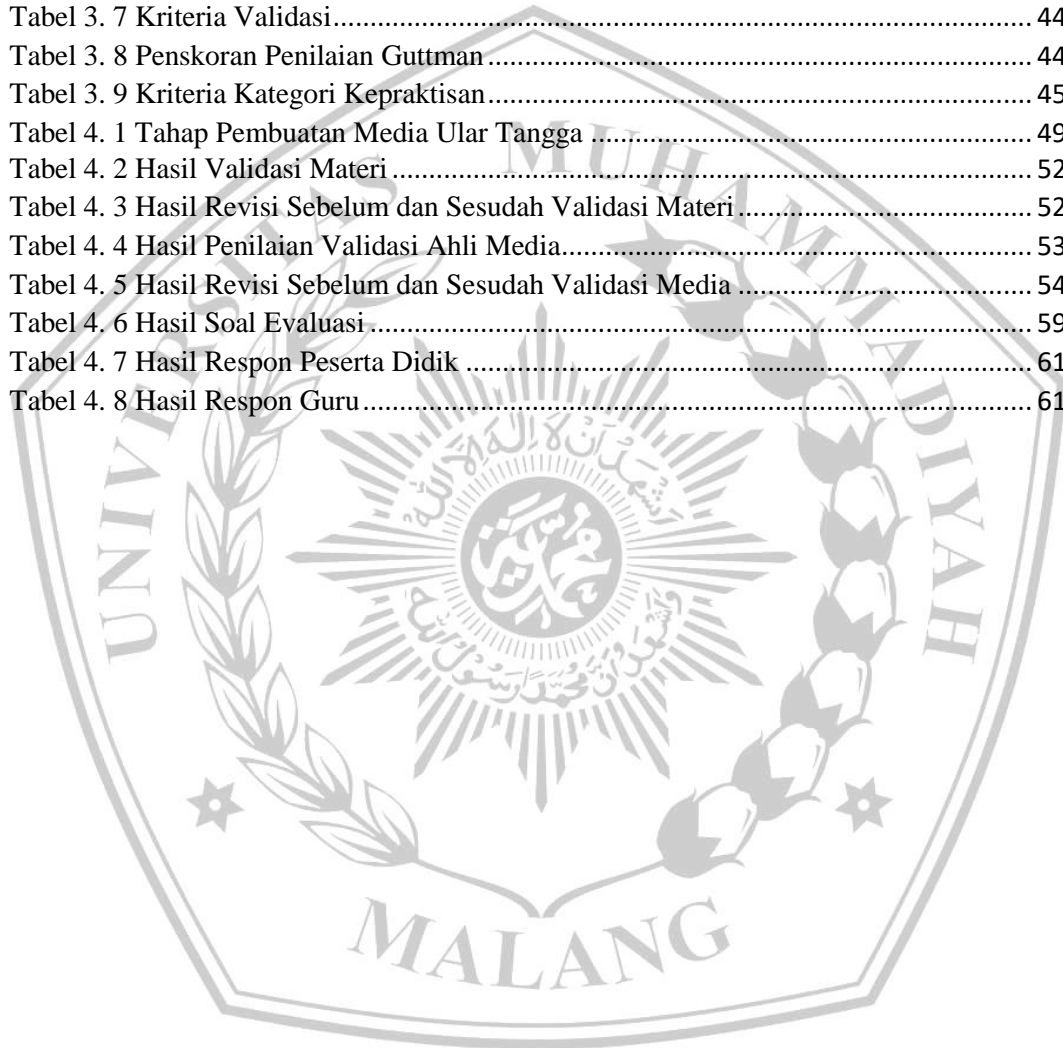 Tabel 3. 7 Kriteria Validasi........................................................................................ 44
Tabel 3. 8 Penskoran Penilaian Guttman.................................................................... 44
Tabel 3. 9 Kriteria Kategori Kepraktisan.................................................................... 45
Tabel 4. 1 Tahap Pembuatan Media Ular Tangga ....................................................... 49
Tabel 4. 2 Hasil Validasi Materi ................................................................................. 52
Tabel 4. 3 Hasil Revisi Sebelum dan Sesudah Validasi Materi .................................... 52
Tabel 4. 4 Hasil Penilaian Validasi Ahli Media........................................................... 53
Tabel 4. 5 Hasil Revisi Sebelum dan Sesudah Validasi Media .................................... 54
Tabel 4. 6 Hasil Soal Evaluasi .................................................................................... 59
Tabel 4. 7 Hasil Respon Peserta Didik ....................................................................... 61
Tabel 4. 8 Hasil Respon Guru ..................................................................................... 61
UNIVERSITAS MUHAMMADIYAH
MALANG